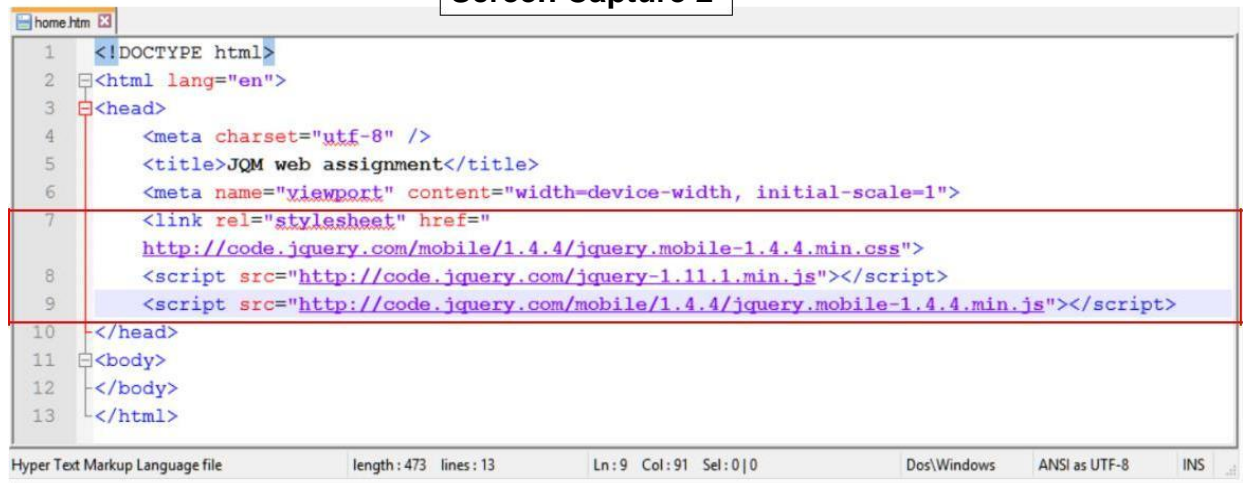 Screen Capture 2
home.htm
1 <!DOCTYPE html>
2 <html lang="en">
3 <head>
4 <meta charset="utf-8" />
5 <title>JQM web assignment</title>
6 <meta name="viewport" content="width=device-width, initial-scale=1">
7 <link rel="stylesheet" href="
http://code.jquery.com/mobile/1.4.4/jquery.mobile-1.4.4.min.css">
8 <script src="http://code.jquery.com/jquery-1.11.1.min.js"></script>
9 <script src="http://code.jquery.com/mobile/1.4.4/jquery.mobile-1.4.4.min.js"></script>
10 </head>
11 <body>
12 </body>
13 </html>
Hyper Text Markup Language file length : 473 lines : 13 Ln : 9 Col : 91 Sel : 0 | 0 Dos\Windows ANSI as UTF-8 INS